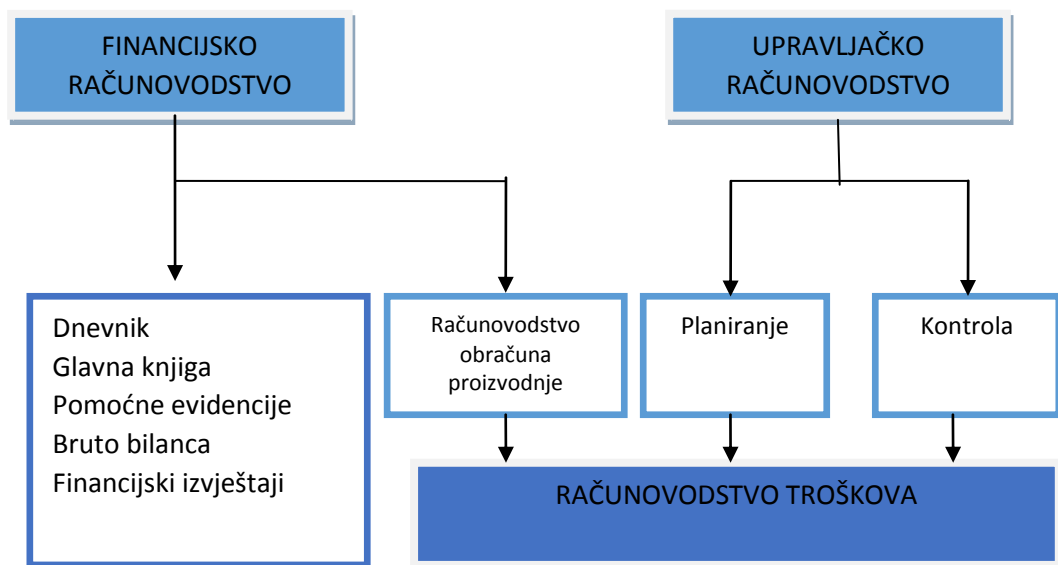 FINANCIJSKO
RAČUNOVODSTVO
UPRAVLJAČKO
RAČUNOVODSTVO
Dnevnik
Glavna knjiga
Pomoćne evidencije
Bruto bilanca
Financijski izvještaji
Računovodstvo
obračuna
proizvodnje
Planiranje
Kontrola
RAČUNOVODSTVO TROŠKOVA